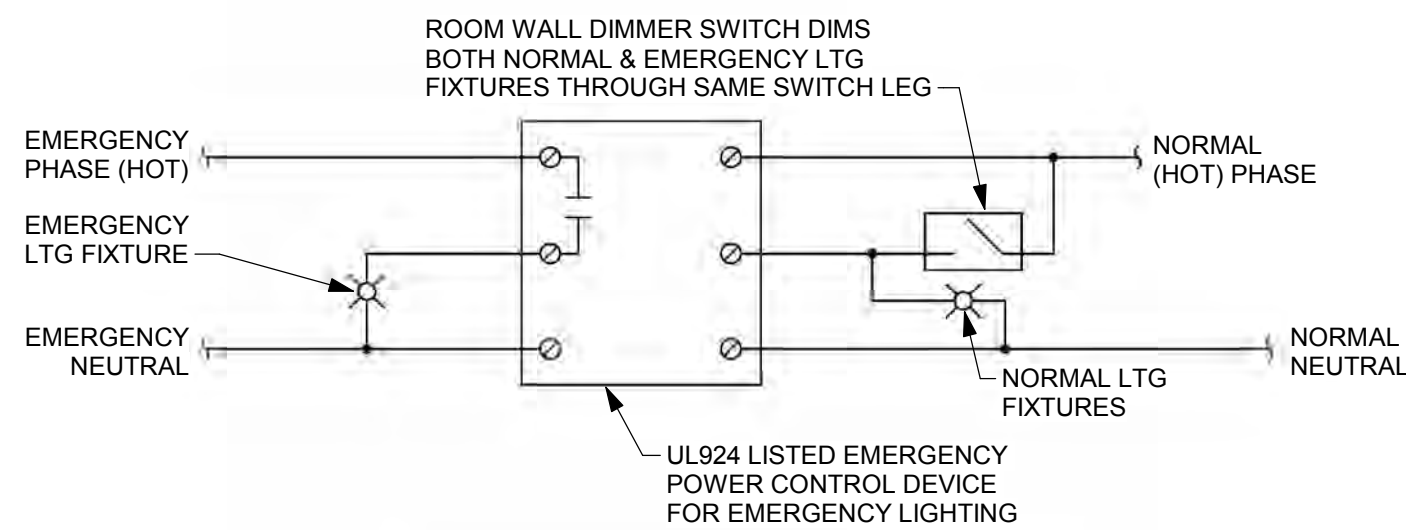 ROOM WALL DIMMER SWITCH DIMS
BOTH NORMAL & EMERGENCY LTG
FIXTURES THROUGH SAME SWITCH LEG
EMERGENCY
PHASE (HOT)
NORMAL
(HOT) PHASE
EMERGENCY
LTG FIXTURE
EMERGENCY
NEUTRAL
NORMAL
NEUTRAL
NORMAL LTG
FIXTURES
UL924 LISTED EMERGENCY
POWER CONTROL DEVICE
FOR EMERGENCY LIGHTING